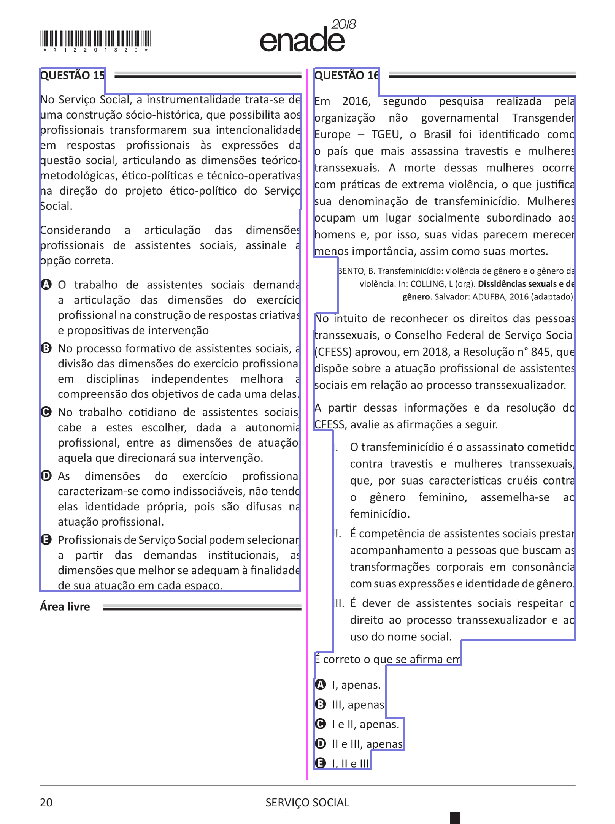 enade2018
*R12201820*
QUESTÃO 15
No Serviço Social, a instrumentalidade trata-se de
uma construção sócio-histórica, que possibilita aos
profissionais transformarem sua intencionalidade
em respostas profissionais às expressões da
questão social, articulando as dimensões teórico-
metodológicas, ético-políticas e técnico-operativas
na direção do projeto ético-político do Serviço
Social.
Considerando a articulação das dimensões
profissionais de assistentes sociais, assinale a
opção correta.
A O trabalho de assistentes sociais demanda
a articulação das dimensões do exercício
profissional na construção de respostas criativas
e propositivas de intervenção
B No processo formativo de assistentes sociais, a
divisão das dimensões do exercício profissional
em disciplinas independentes melhora a
compreensão dos objetivos de cada uma delas.
C No trabalho cotidiano de assistentes sociais,
cabe a estes escolher, dada a autonomia
profissional, entre as dimensões de atuação,
aquela que direcionará sua intervenção.
D As dimensões do exercício profissional
caracterizam-se como indissociáveis, não tendo
elas identidade própria, pois são difusas na
atuação profissional.
E Profissionais de Serviço Social podem selecionar,
a partir das demandas institucionais, as
dimensões que melhor se adequam à finalidade
de sua atuação em cada espaço.
Área livre
QUESTÃO 16
Em 2016, segundo pesquisa realizada pela
organização não governamental Transgender
Europe – TGEU, o Brasil foi identificado como
o país que mais assassina travestis e mulheres
transsexuais. A morte dessas mulheres ocorre
com práticas de extrema violência, o que justifica
sua denominação de transfeminicídio. Mulheres
ocupam um lugar socialmente subordinado aos
homens e, por isso, suas vidas parecem merecer
menos importância, assim como suas mortes.
BENTO, B. Transfeminicídio: violência de gênero e o gênero da
violência. In: COLLING, L (org). Dissidências sexuais e de
gênero. Salvador: ADUFBA, 2016 (adaptado).
No intuito de reconhecer os direitos das pessoas
transsexuais, o Conselho Federal de Serviço Social
(CFESS) aprovou, em 2018, a Resolução n° 845, que
dispõe sobre a atuação profissional de assistentes
sociais em relação ao processo transsexualizador.
A partir dessas informações e da resolução do
CFESS, avalie as afirmações a seguir.
I. O transfeminicídio é o assassinato cometido
contra travestis e mulheres transsexuais,
que, por suas características cruéis contra
o gênero feminino, assemelha-se ao
feminicídio.
II. É competência de assistentes sociais prestar
acompanhamento a pessoas que buscam as
transformações corporais em consonância
com suas expressões e identidade de gênero.
III. É dever de assistentes sociais respeitar o
direito ao processo transsexualizador e ao
uso do nome social.
É correto o que se afirma em
A I, apenas.
B III, apenas
C I e II, apenas.
D II e III, apenas
E I, II e III
20
SERVIÇO SOCIAL